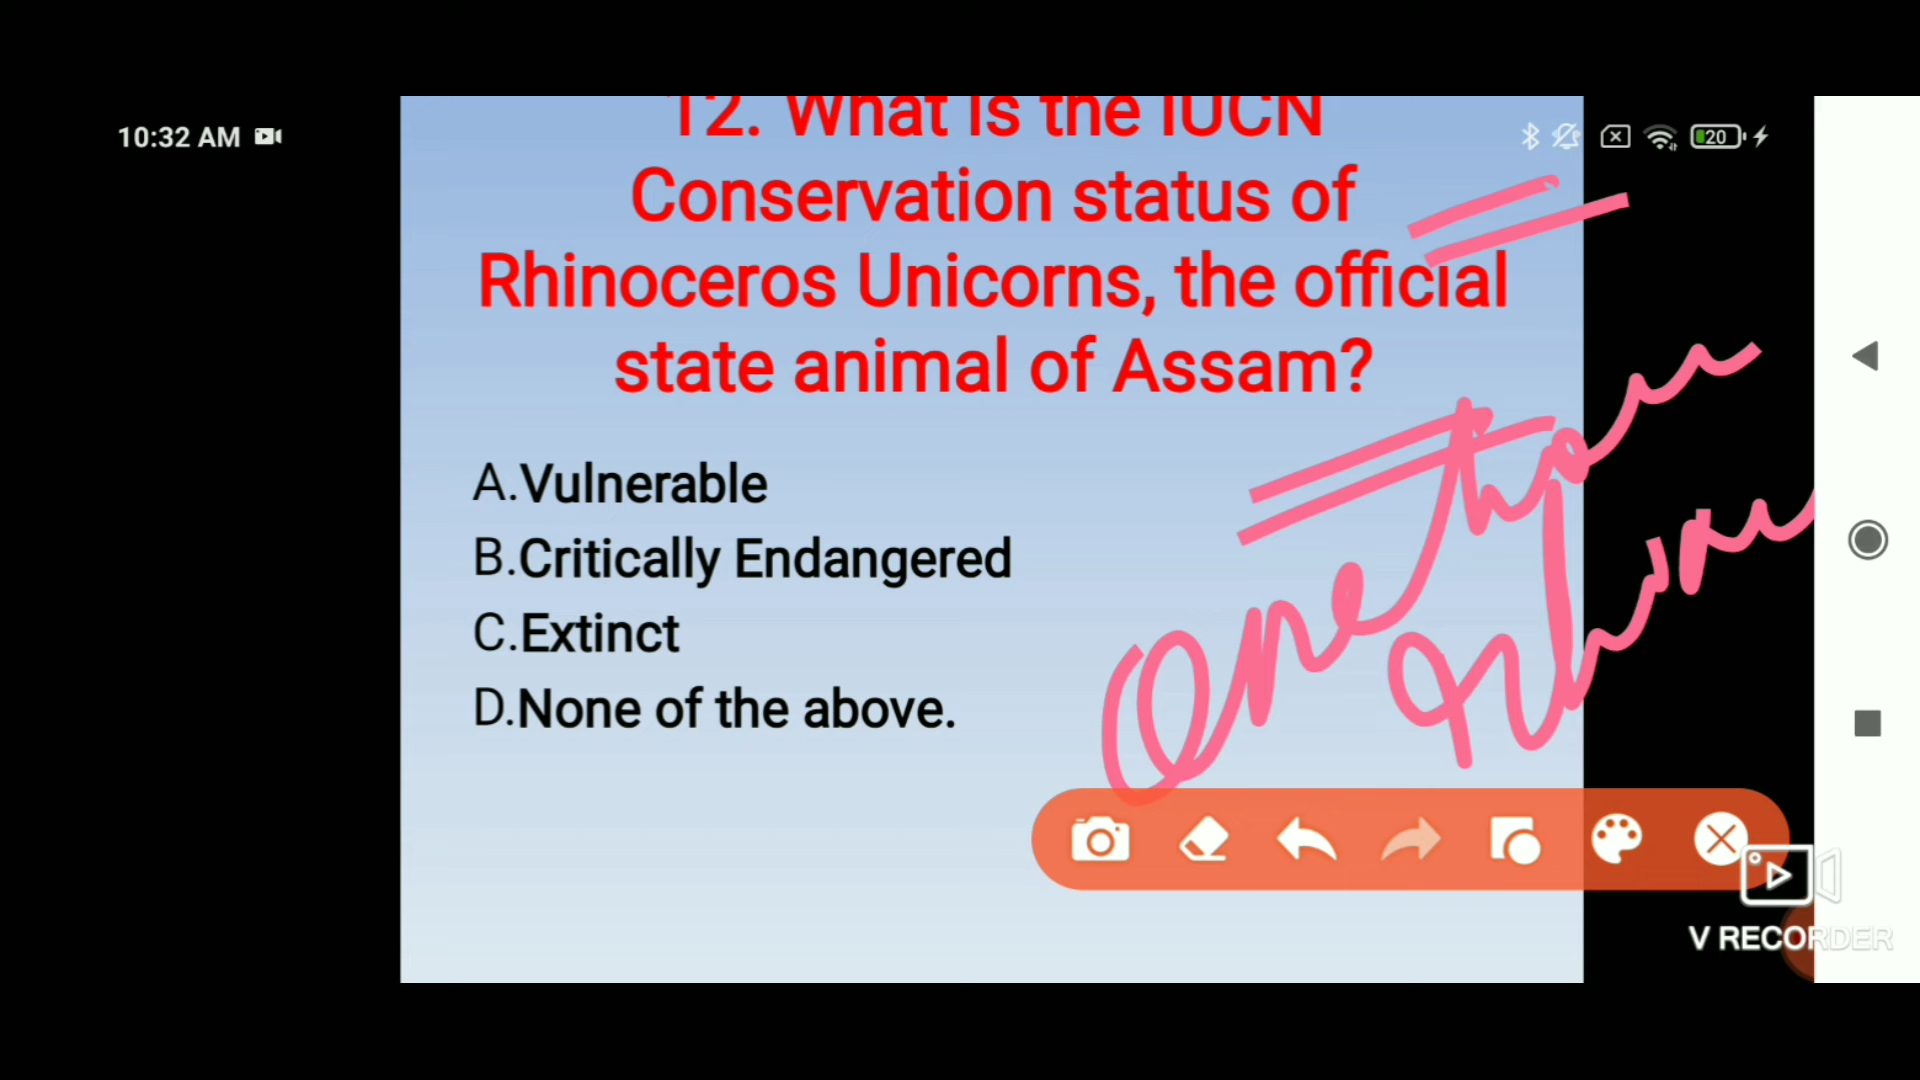 10:32 AM
20
12. What is the IUCN
Conservation status of
Rhinoceros Unicorns, the official
state animal of Assam?
A.Vulnerable
B.Critically Endangered
C.Extinct
D.None of the above.
One
V RECORDER